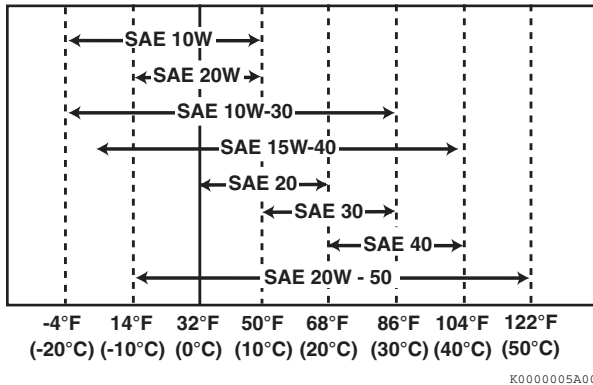 SAE 10W
SAE 20W
SAE 10W-30
SAE 15W-40
SAE 20
SAE 30
SAE 40
SAE 20W - 50
-4°F 14°F 32°F 50°F 68°F 86°F 104°F 122°F
(-20°C) (-10°C) (0°C) (10°C) (20°C) (30°C) (40°C) (50°C)
K0000005A00